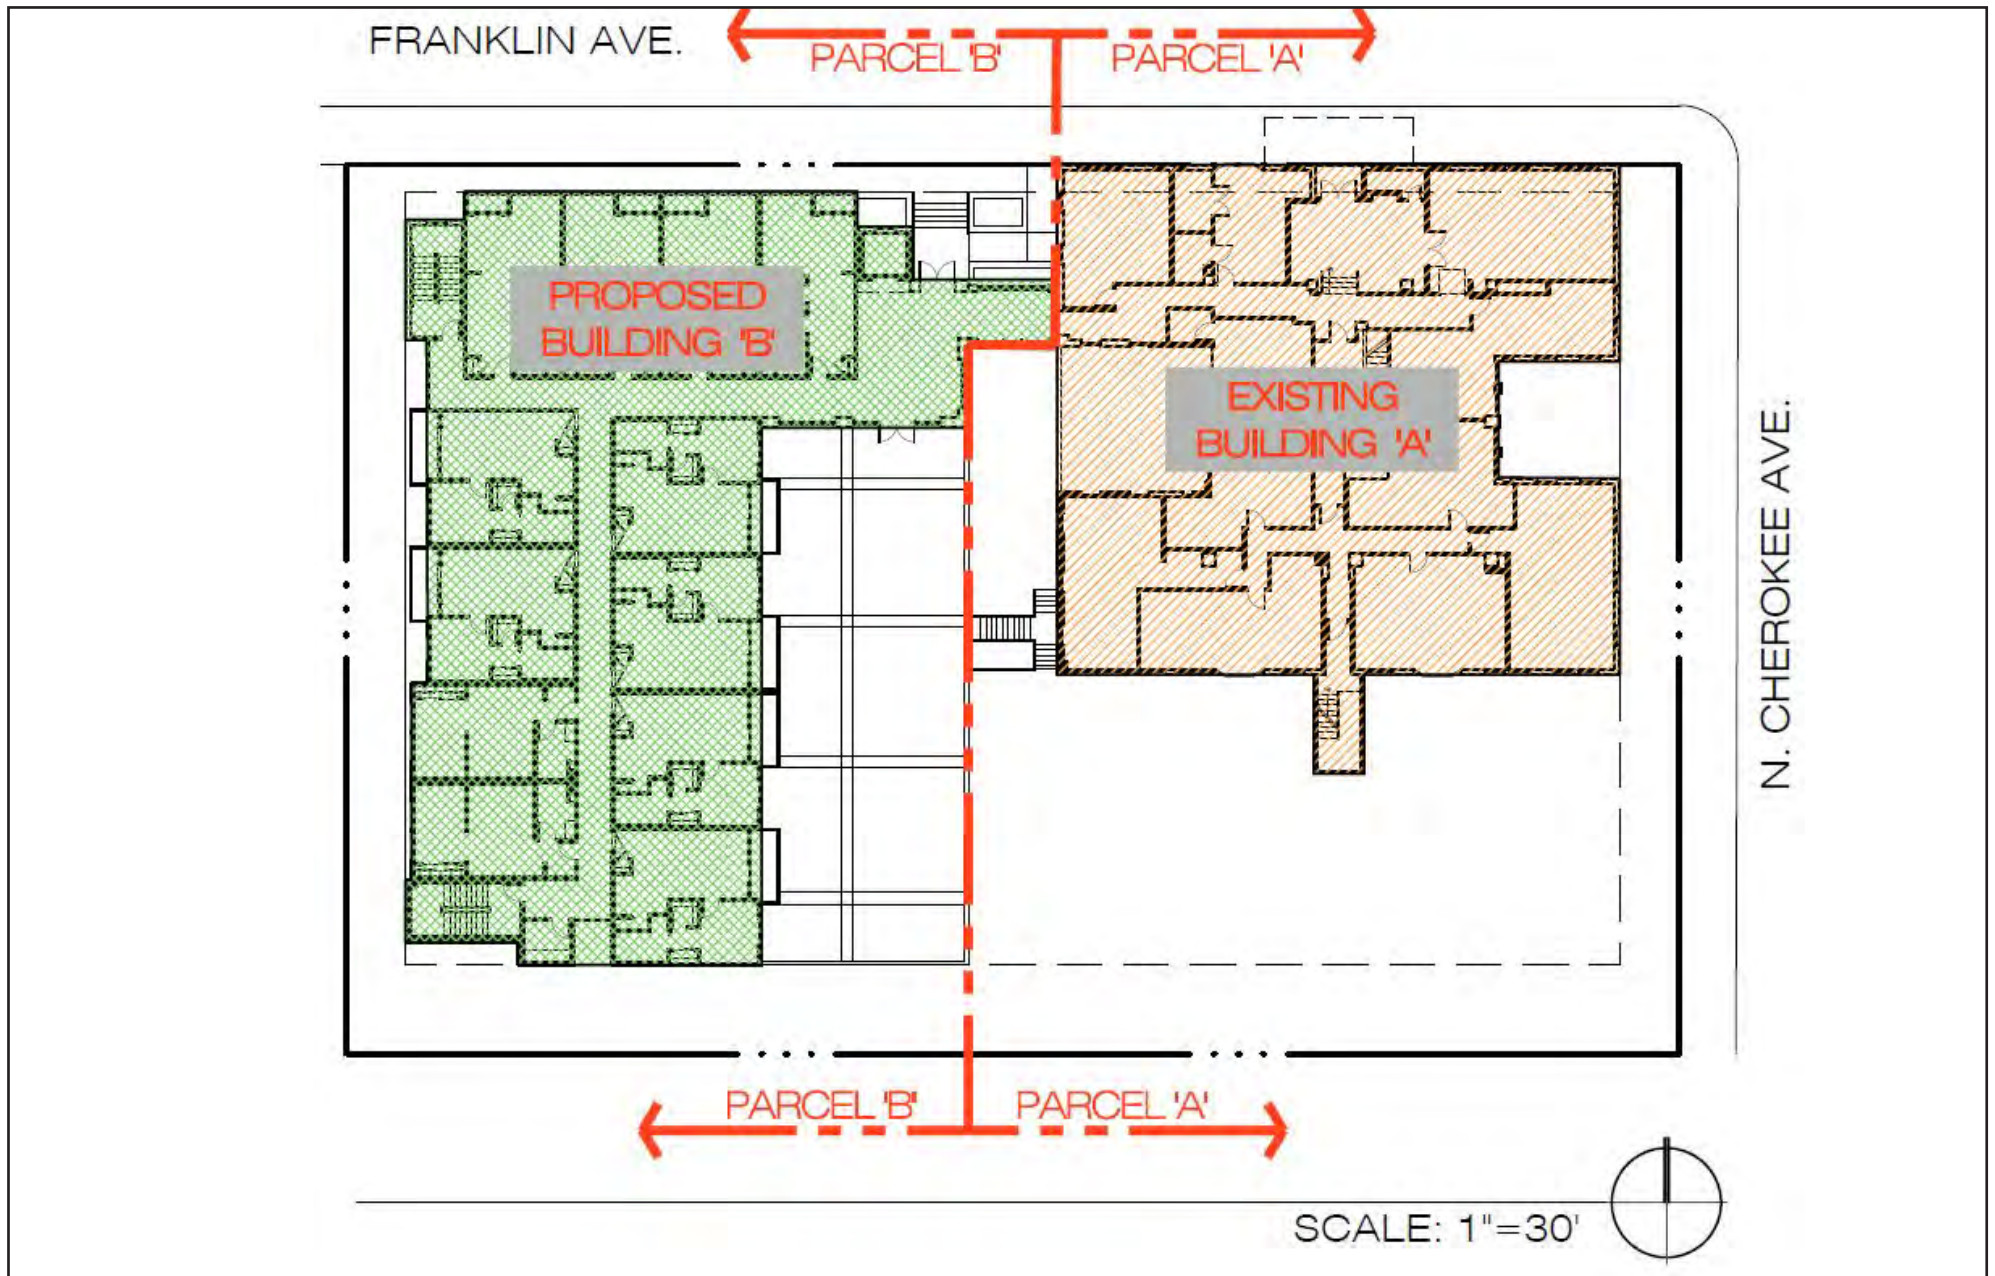 FRANKLIN AVE.
PARCEL 'B'
PARCEL 'A'
PROPOSED
BUILDING 'B'
EXISTING
BUILDING 'A'
N. CHEROKEE AVE.
PARCEL 'B'
PARCEL 'A'
SCALE: 1"=30'